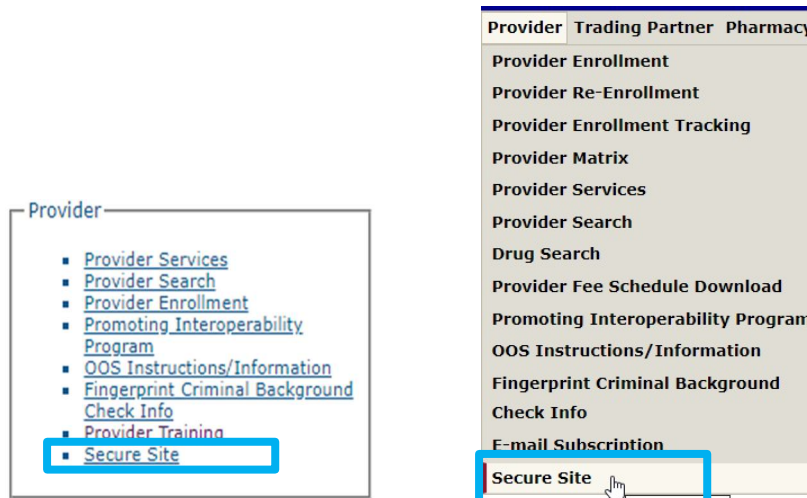 Provider
Provider Services
Provider Search
Provider Enrollment
Promoting Interoperability
Program
OOS Instructions/Information
Fingerprint Criminal Background
Check Info
Provider Training
Secure Site
Provider Trading Partner Pharmacy
Provider Enrollment
Provider Re-Enrollment
Provider Enrollment Tracking
Provider Matrix
Provider Services
Provider Search
Drug Search
Provider Fee Schedule Download
Promoting Interoperability Program
OOS Instructions/Information
Fingerprint Criminal Background
Check Info
E-mail Subscription
Secure Site